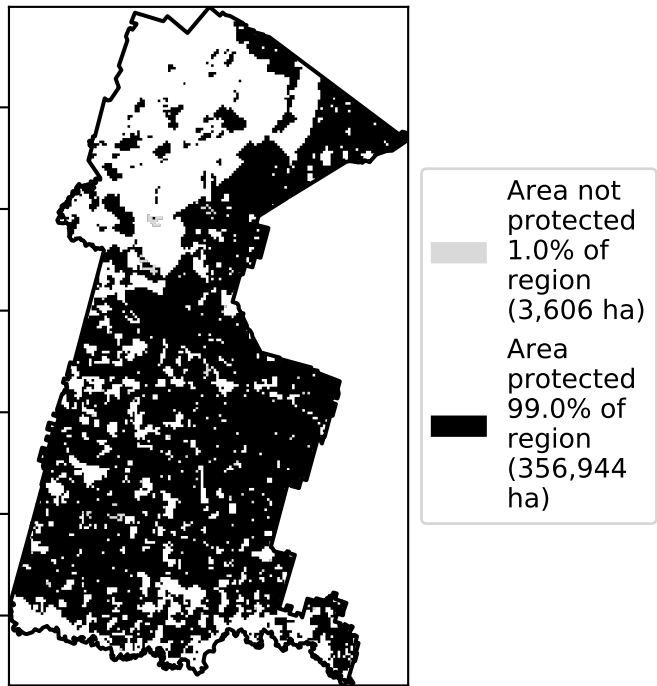 Area not
protected
1.0% of
region
(3,606 ha)
Area
protected
99.0% of
region
(356,944
ha)